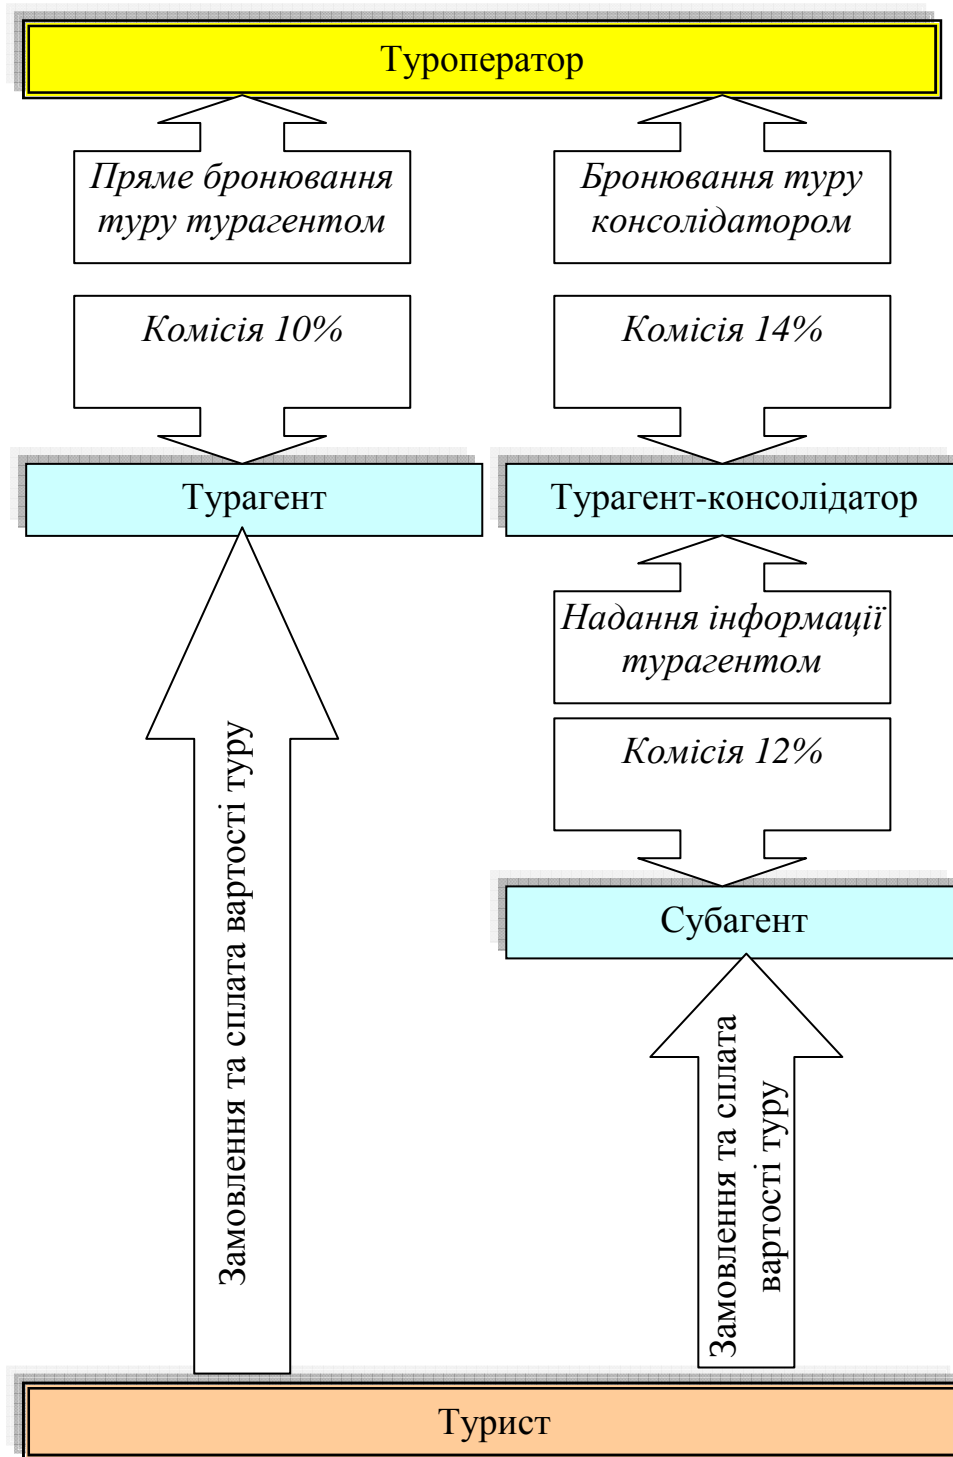 Туроператор
Пряме бронювання
туру турагентом
Бронювання туру
консолідатором
Комісія 10%
Комісія 14%
Турагент
Турагент-консолідатор
Надання інформації
турагентом
Комісія 12%
Субагент
Замовлення та сплата вартості туру
Замовлення та сплата
вартості туру
Турист